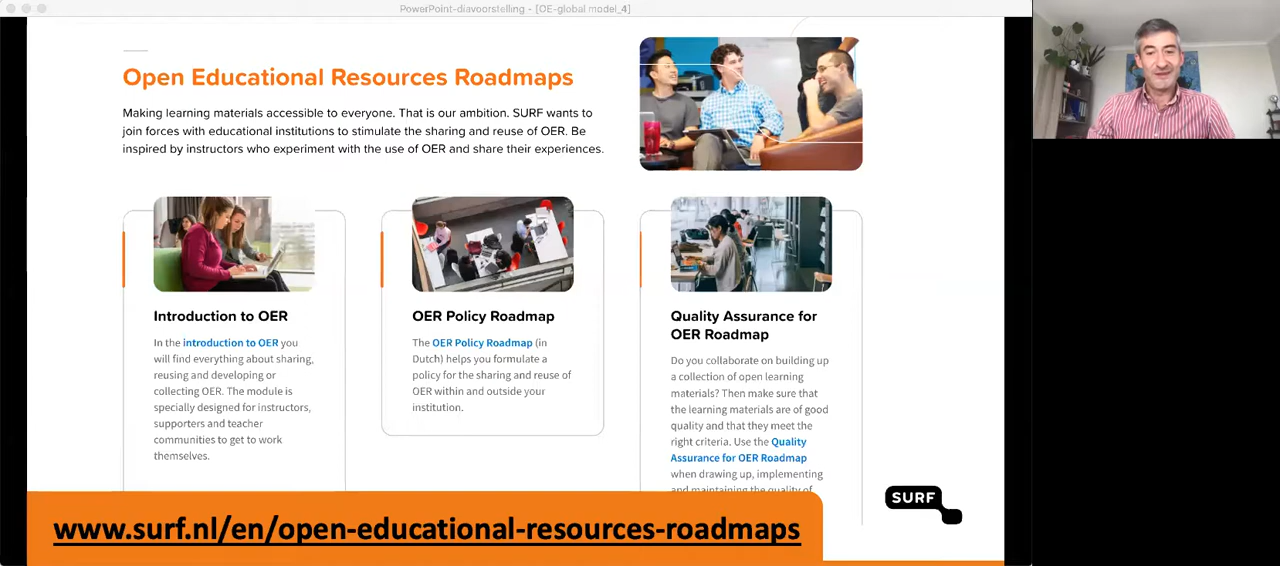 PowerPoint-diavoorstelling - [OE-global model_4]
Open Educational Resources Roadmaps
Making learning materials accessible to everyone. That is our ambition. SURF wants to
join forces with educational institutions to stimulate the sharing and reuse of OER. Be
inspired by instructors who experiment with the use of OER and share their experiences.
Introduction to OER
In the introduction to OER you
will find everything about sharing,
reusing and developing or
collecting OER. The module is
specially designed for instructors,
supporters and teacher
communities to get to work
themselves.
OER Policy Roadmap
The OER Policy Roadmap (in
Dutch) helps you formulate a
policy for the sharing and reuse of
OER within and outside your
institution.
Quality Assurance for
OER Roadmap
Do you collaborate on building up
a collection of open learning
materials? Then make sure that
the learning materials are of good
quality and that they meet the
right criteria. Use the Quality
Assurance for OER Roadmap
when drawing up, implementing
and maintaining the quality of
SURF
www.surf.nl/en/open-educational-resources-roadmaps